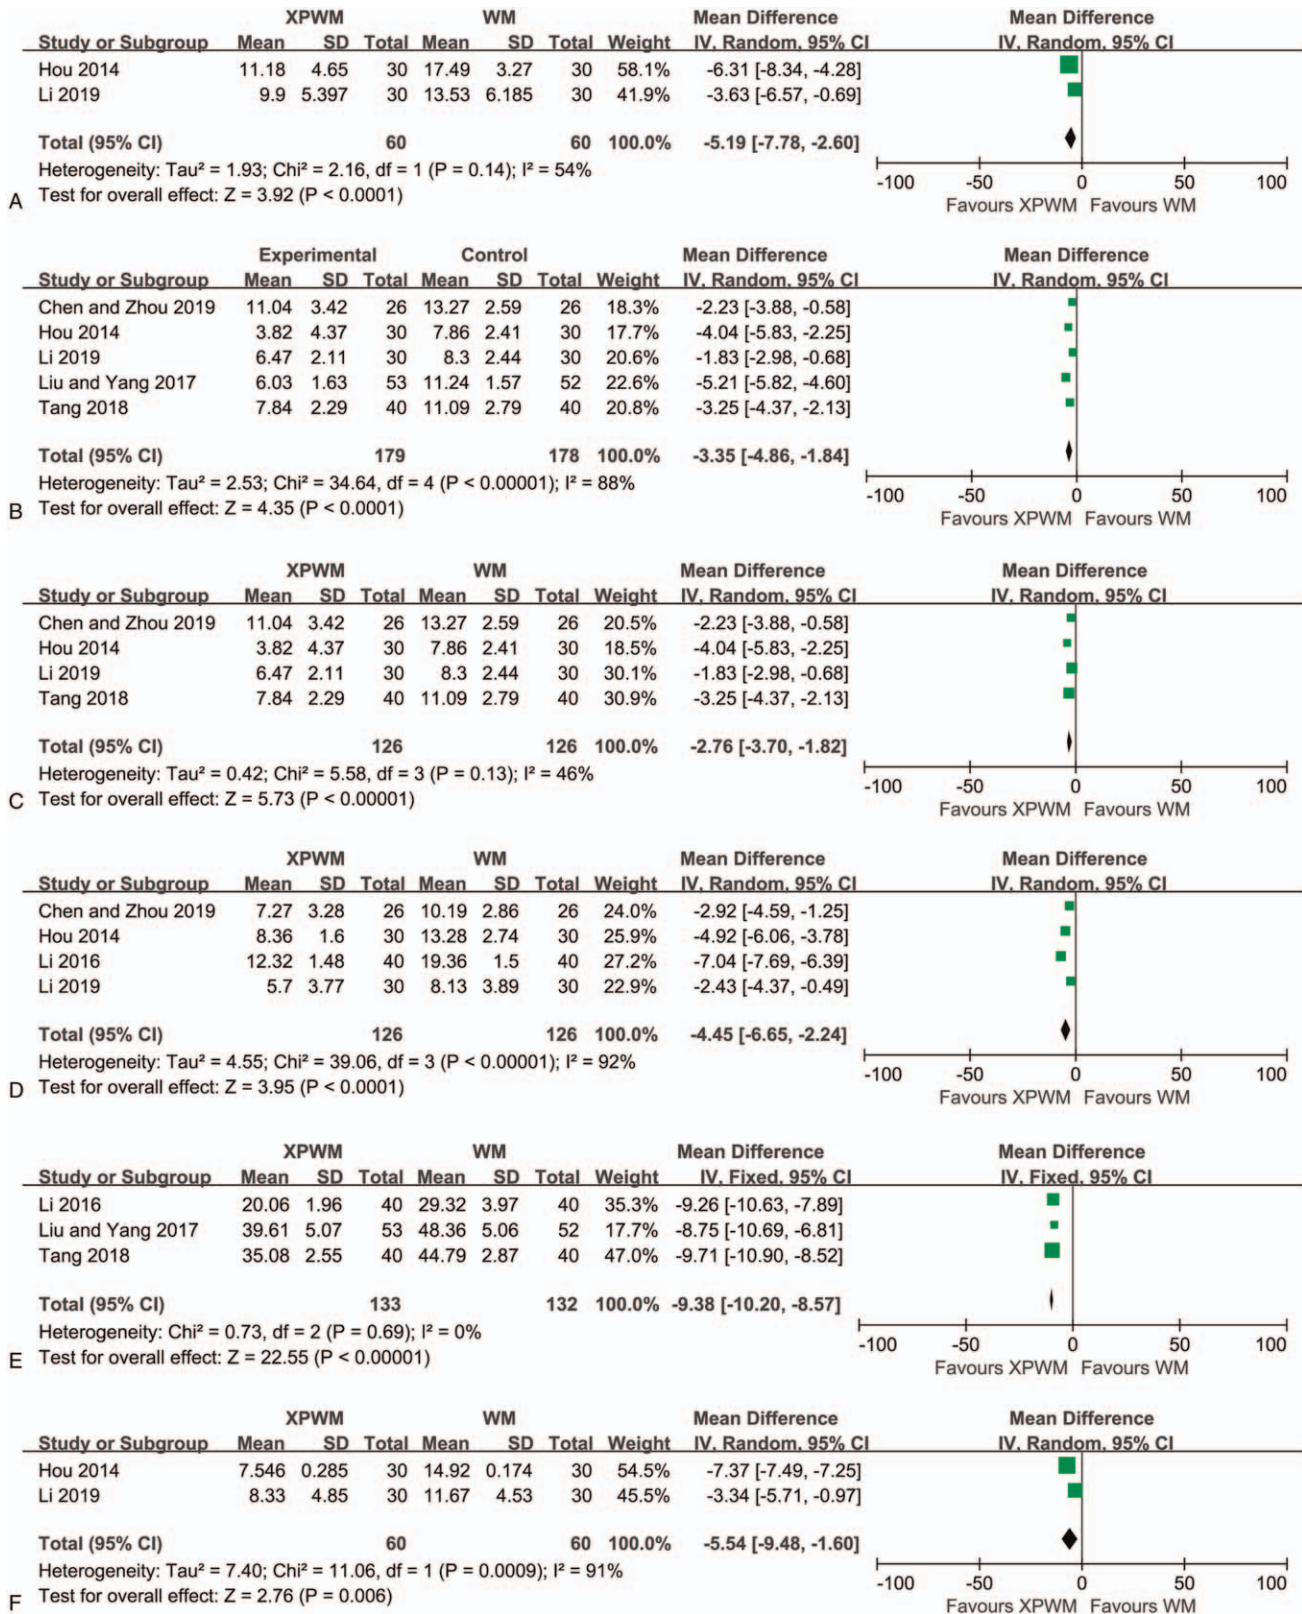 XPWM WM Mean Difference Mean Difference
Study or Subgroup Mean SD Total Mean SD Total Weight IV, Random, 95% CI IV, Random, 95% CI
Hou 2014 11.18 4.65 30 17.49 3.27 30 58.1% -6.31 [-8.34, -4.28]
Li 2019 9.9 5.397 30 13.53 6.185 30 41.9% -3.63 [-6.57, -0.69]
Total (95% CI) 60 60 100.0% -5.19 [-7.78, -2.60]
Heterogeneity: Tau² = 1.93; Chi² = 2.16, df = 1 (P = 0.14); I² = 54%
-100 -50 0 50 100
A Test for overall effect: Z = 3.92 (P < 0.0001)
Favours XPWM Favours WM
Experimental Control Mean Difference Mean Difference
Study or Subgroup Mean SD Total Mean SD Total Weight IV, Random, 95% CI IV, Random, 95% CI
Chen and Zhou 2019 11.04 3.42 26 13.27 2.59 26 18.3% -2.23 [-3.88, -0.58]
Hou 2014 3.82 4.37 30 7.86 2.41 30 17.7% -4.04 [-5.83, -2.25]
Li 2019 6.47 2.11 30 8.3 2.44 30 20.6% -1.83 [-2.98, -0.68]
Liu and Yang 2017 6.03 1.63 53 11.24 1.57 52 22.6% -5.21 [-5.82, -4.60]
Tang 2018 7.84 2.29 40 11.09 2.79 40 20.8% -3.25 [-4.37, -2.13]
Total (95% CI) 179 178 100.0% -3.35 [-4.86, -1.84]
Heterogeneity: Tau² = 2.53; Chi² = 34.64, df = 4 (P < 0.00001); I² = 88%
-100 -50 0 50 100
B Test for overall effect: Z = 4.35 (P < 0.0001)
Favours XPWM Favours WM
XPWM WM Mean Difference Mean Difference
Study or Subgroup Mean SD Total Mean SD Total Weight IV, Random, 95% CI IV, Random, 95% CI
Chen and Zhou 2019 11.04 3.42 26 13.27 2.59 26 20.5% -2.23 [-3.88, -0.58]
Hou 2014 3.82 4.37 30 7.86 2.41 30 18.5% -4.04 [-5.83, -2.25]
Li 2019 6.47 2.11 30 8.3 2.44 30 30.1% -1.83 [-2.98, -0.68]
Tang 2018 7.84 2.29 40 11.09 2.79 40 30.9% -3.25 [-4.37, -2.13]
Total (95% CI) 126 126 100.0% -2.76 [-3.70, -1.82]
Heterogeneity: Tau² = 0.42; Chi² = 5.58, df = 3 (P = 0.13); I² = 46%
-100 -50 0 50 100
C Test for overall effect: Z = 5.73 (P < 0.00001)
Favours XPWM Favours WM
XPWM WM Mean Difference Mean Difference
Study or Subgroup Mean SD Total Mean SD Total Weight IV, Random, 95% CI IV, Random, 95% CI
Chen and Zhou 2019 7.27 3.28 26 10.19 2.86 26 24.0% -2.92 [-4.59, -1.25]
Hou 2014 8.36 1.6 30 13.28 2.74 30 25.9% -4.92 [-6.06, -3.78]
Li 2016 12.32 1.48 40 19.36 1.5 40 27.2% -7.04 [-7.69, -6.39]
Li 2019 5.7 3.77 30 8.13 3.89 30 22.9% -2.43 [-4.37, -0.49]
Total (95% CI) 126 126 100.0% -4.45 [-6.65, -2.24]
Heterogeneity: Tau² = 4.55; Chi² = 39.06, df = 3 (P < 0.00001); I² = 92%
-100 -50 0 50 100
D Test for overall effect: Z = 3.95 (P < 0.0001)
Favours XPWM Favours WM
XPWM WM Mean Difference Mean Difference
Study or Subgroup Mean SD Total Mean SD Total Weight IV, Fixed, 95% CI IV, Fixed, 95% CI
Li 2016 20.06 1.96 40 29.32 3.97 40 35.3% -9.26 [-10.63, -7.89]
Liu and Yang 2017 39.61 5.07 53 48.36 5.06 52 17.7% -8.75 [-10.69, -6.81]
Tang 2018 35.08 2.55 40 44.79 2.87 40 47.0% -9.71 [-10.90, -8.52]
Total (95% CI) 133 132 100.0% -9.38 [-10.20, -8.57]
Heterogeneity: Chi² = 0.73, df = 2 (P = 0.69); I² = 0%
-100 -50 0 50 100
E Test for overall effect: Z = 22.55 (P < 0.00001)
Favours XPWM Favours WM
XPWM WM Mean Difference Mean Difference
Study or Subgroup Mean SD Total Mean SD Total Weight IV, Random, 95% CI IV, Random, 95% CI
Hou 2014 7.546 0.285 30 14.92 0.174 30 54.5% -7.37 [-7.49, -7.25]
Li 2019 8.33 4.85 30 11.67 4.53 30 45.5% -3.34 [-5.71, -0.97]
Total (95% CI) 60 60 100.0% -5.54 [-9.48, -1.60]
Heterogeneity: Tau² = 7.40; Chi² = 11.06, df = 1 (P = 0.0009); I² = 91%
-100 -50 0 50 100
F Test for overall effect: Z = 2.76 (P = 0.006)
Favours XPWM Favours WM